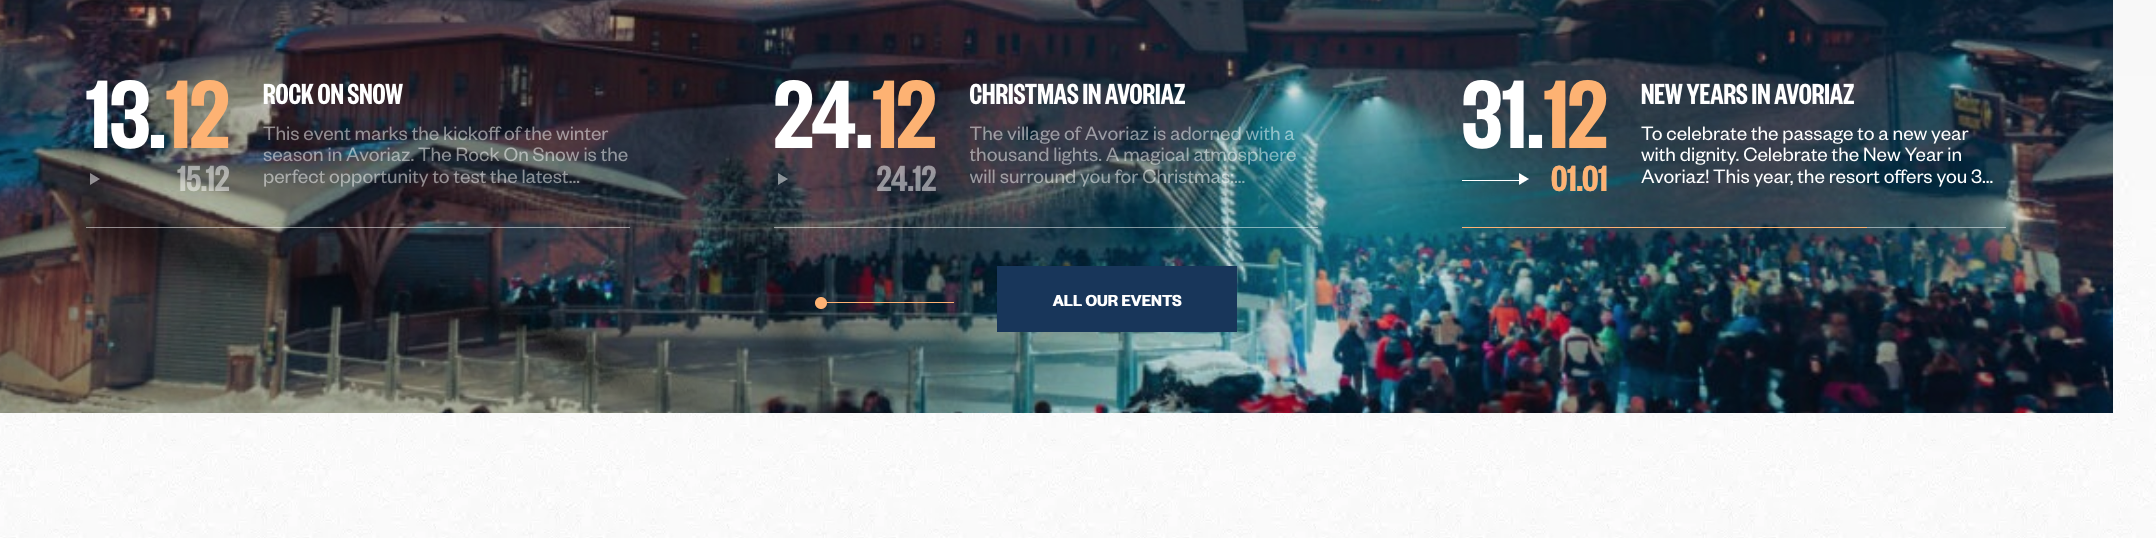 13.12
15.12
ROCK ON SNOW
This event marks the kickoff of the winter
season in Avoriaz. The Rock On Snow is the
perfect opportunity to test the latest...
24.12
24.12
CHRISTMAS IN AVORIAZ
The village of Avoriaz is adorned with a
thousand lights. A magical atmosphere
will surround you for Christmas:...
31.12
01.01
NEW YEARS IN AVORIAZ
To celebrate the passage to a new year
with dignity. Celebrate the New Year in
Avoriaz! This year, the resort offers you 3...
ALL OUR EVENTS